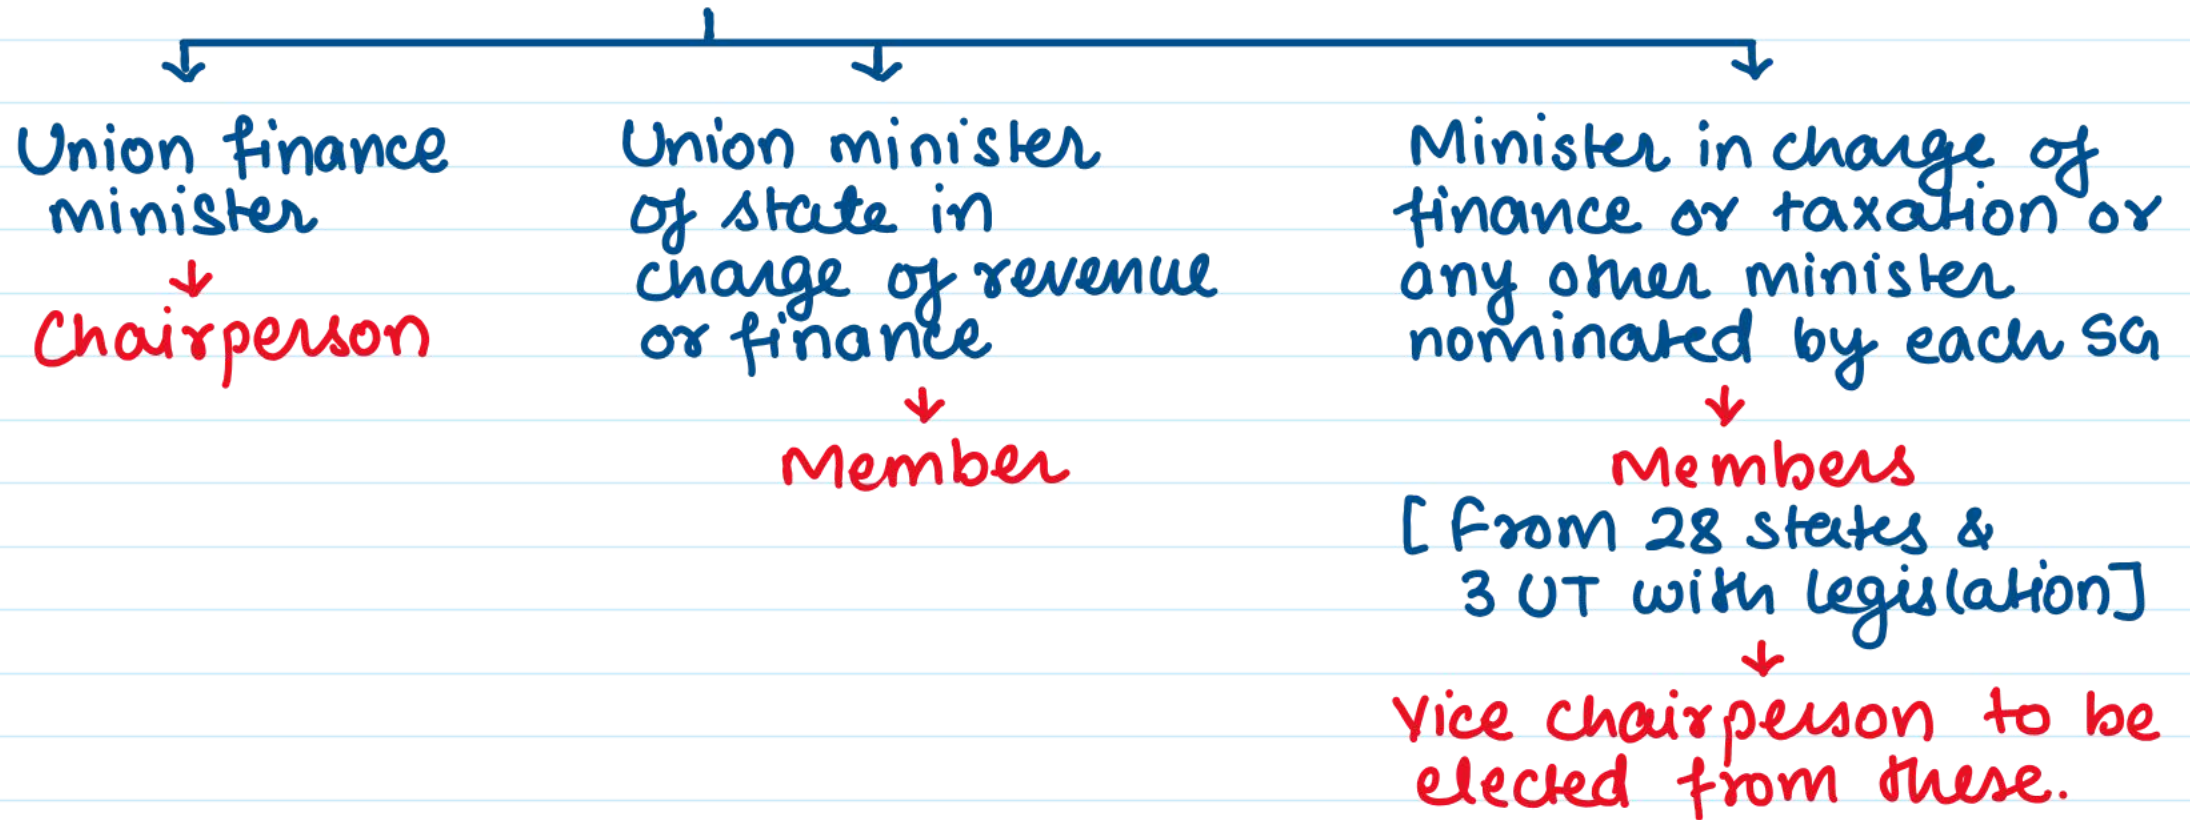 Union finance
minister
Chairperson
Union minister
of state in
charge of revenue
or finance
Member
Minister in charge of
finance or taxation or
any other minister
nominated by each SG
Members
[From 28 states &
3 UT with legislation]
Vice chairperson to be
elected from these.